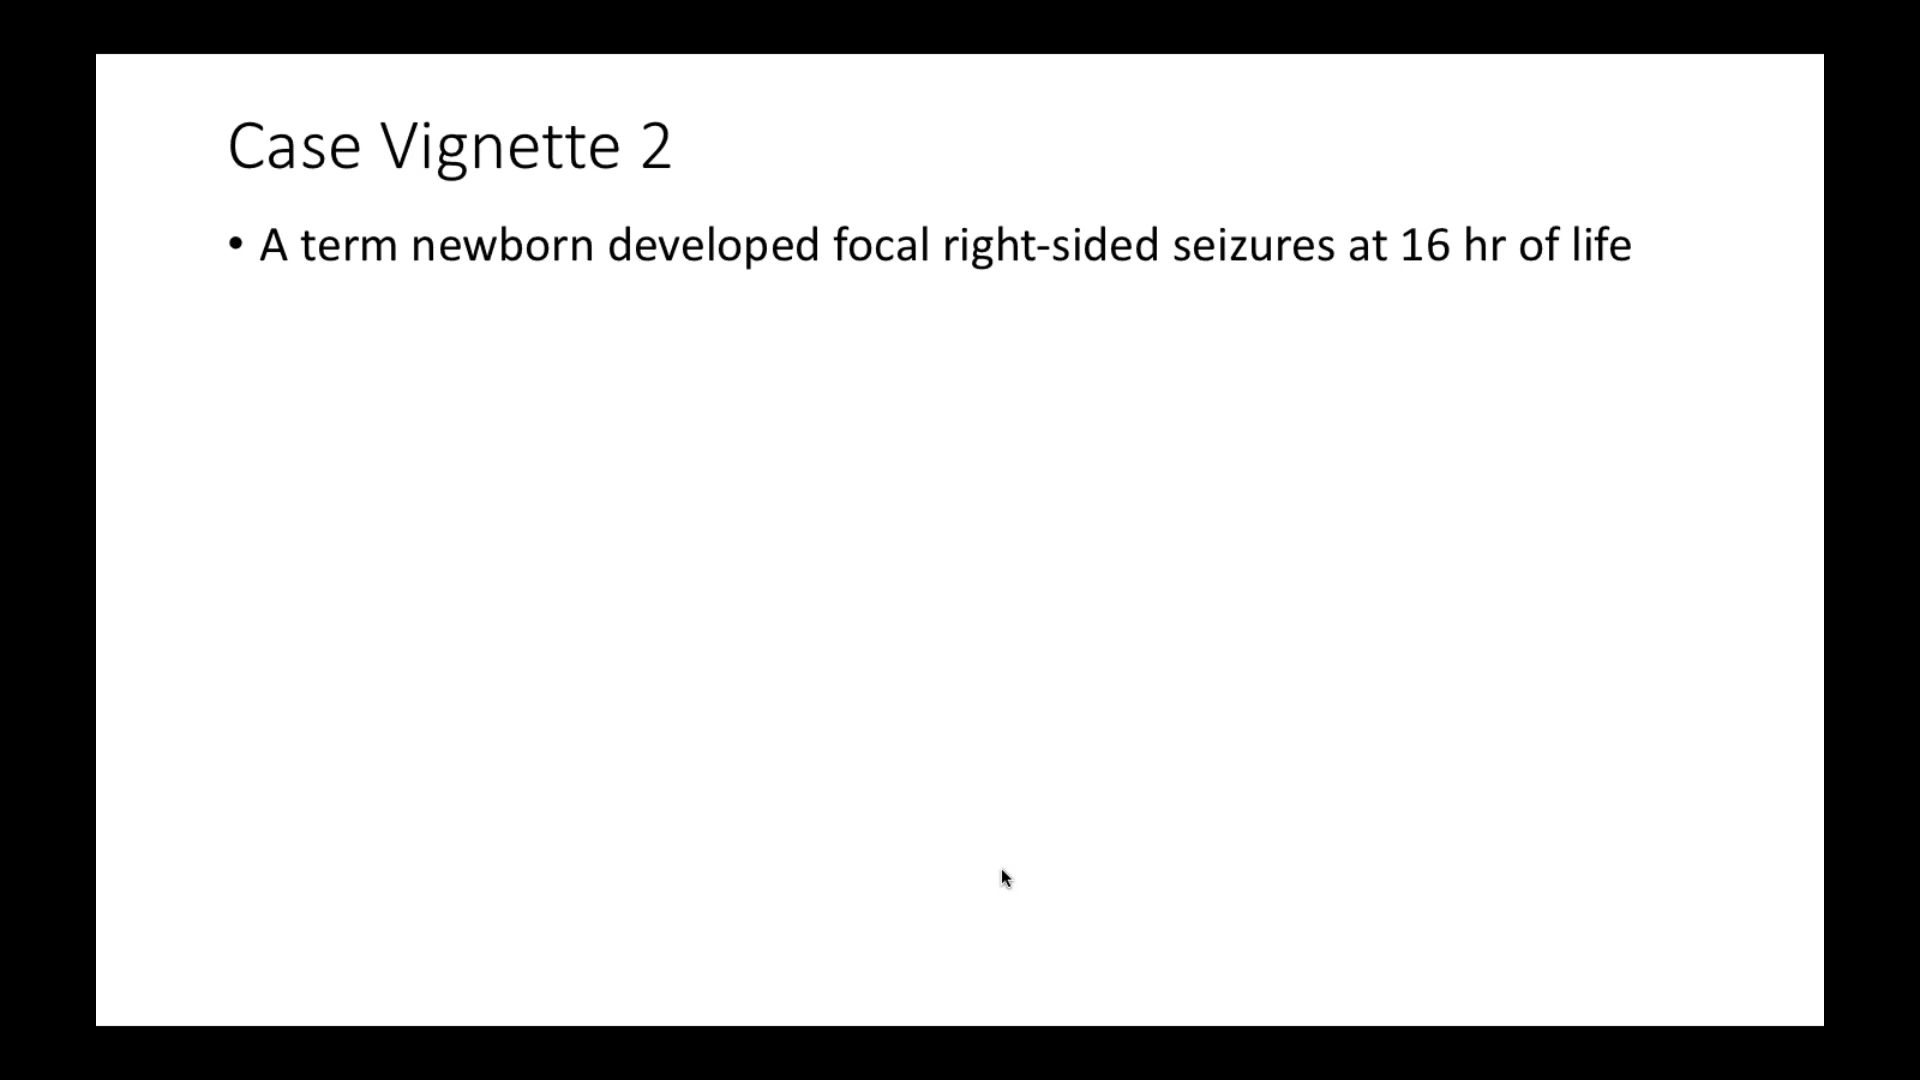 Case Vignette 2
• A term newborn developed focal right-sided seizures at 16 hr of life